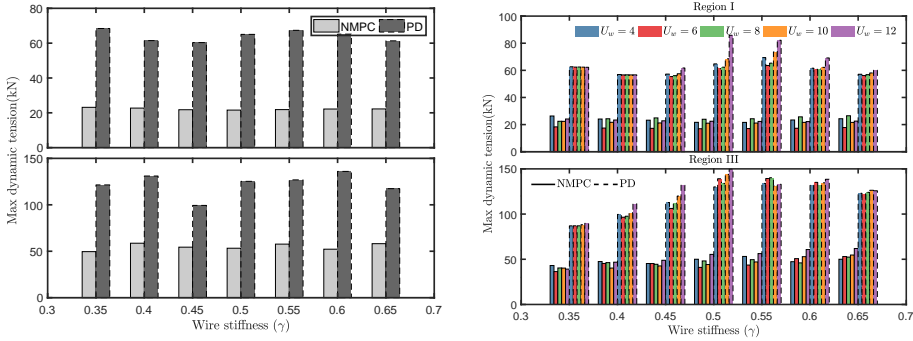 NMPC PD
80
60
40
20
0
150
100
50
0
Max dynamic tension(kN)
0.3 0.35 0.4 0.45 0.5 0.55 0.6 0.65 0.7
Wire stiffness (γ)
Region I
U_w = 4 U_w = 6 U_w = 8 U_w = 10 U_w = 12
100
80
60
40
20
0
Region III
NMPC PD
150
100
50
0
Max dynamic tension(kN)
0.3 0.35 0.4 0.45 0.5 0.55 0.6 0.65 0.7
Wire stiffness (γ)